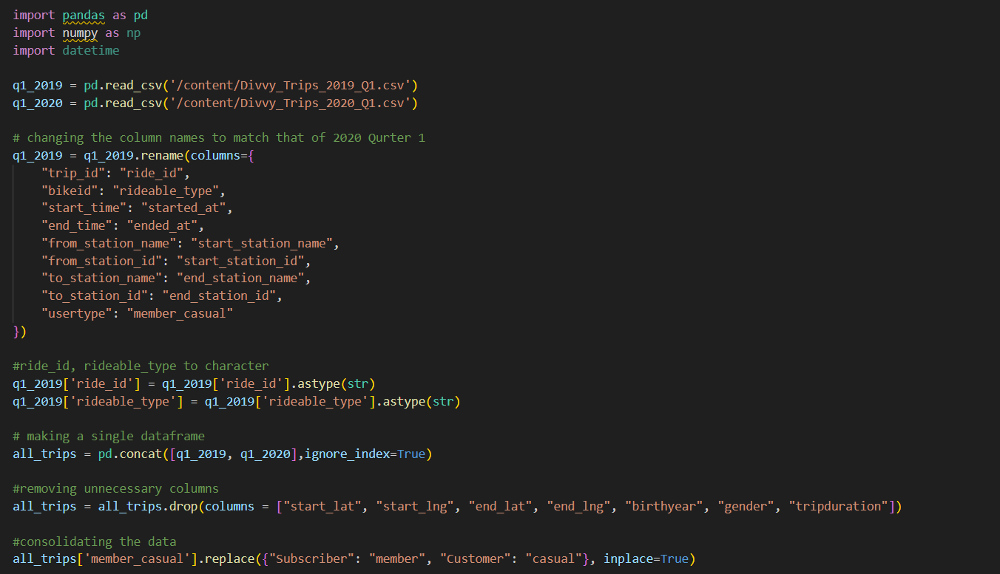 import pandas as pd
import numpy as np
import datetime
q1_2019 = pd.read_csv('/content/Divvy_Trips_2019_Q1.csv')
q1_2020 = pd.read_csv('/content/Divvy_Trips_2020_Q1.csv')
# changing the column names to match that of 2020 Qurter 1
q1_2019 = q1_2019.rename(columns={
    "trip_id": "ride_id",
    "bikeid": "rideable_type",
    "start_time": "started_at",
    "end_time": "ended_at",
    "from_station_name": "start_station_name",
    "from_station_id": "start_station_id",
    "to_station_name": "end_station_name",
    "to_station_id": "end_station_id",
    "usertype": "member_casual"
})
#ride_id, rideable_type to character
q1_2019['ride_id'] = q1_2019['ride_id'].astype(str)
q1_2019['rideable_type'] = q1_2019['rideable_type'].astype(str)
# making a single dataframe
all_trips = pd.concat([q1_2019, q1_2020],ignore_index=True)
#removing unnecessary columns
all_trips = all_trips.drop(columns = ["start_lat", "start_lng", "end_lat", "end_lng", "birthyear", "gender", "tripduration"])
#consolidating the data
all_trips['member_casual'].replace({"Subscriber": "member", "Customer": "casual"}, inplace=True)